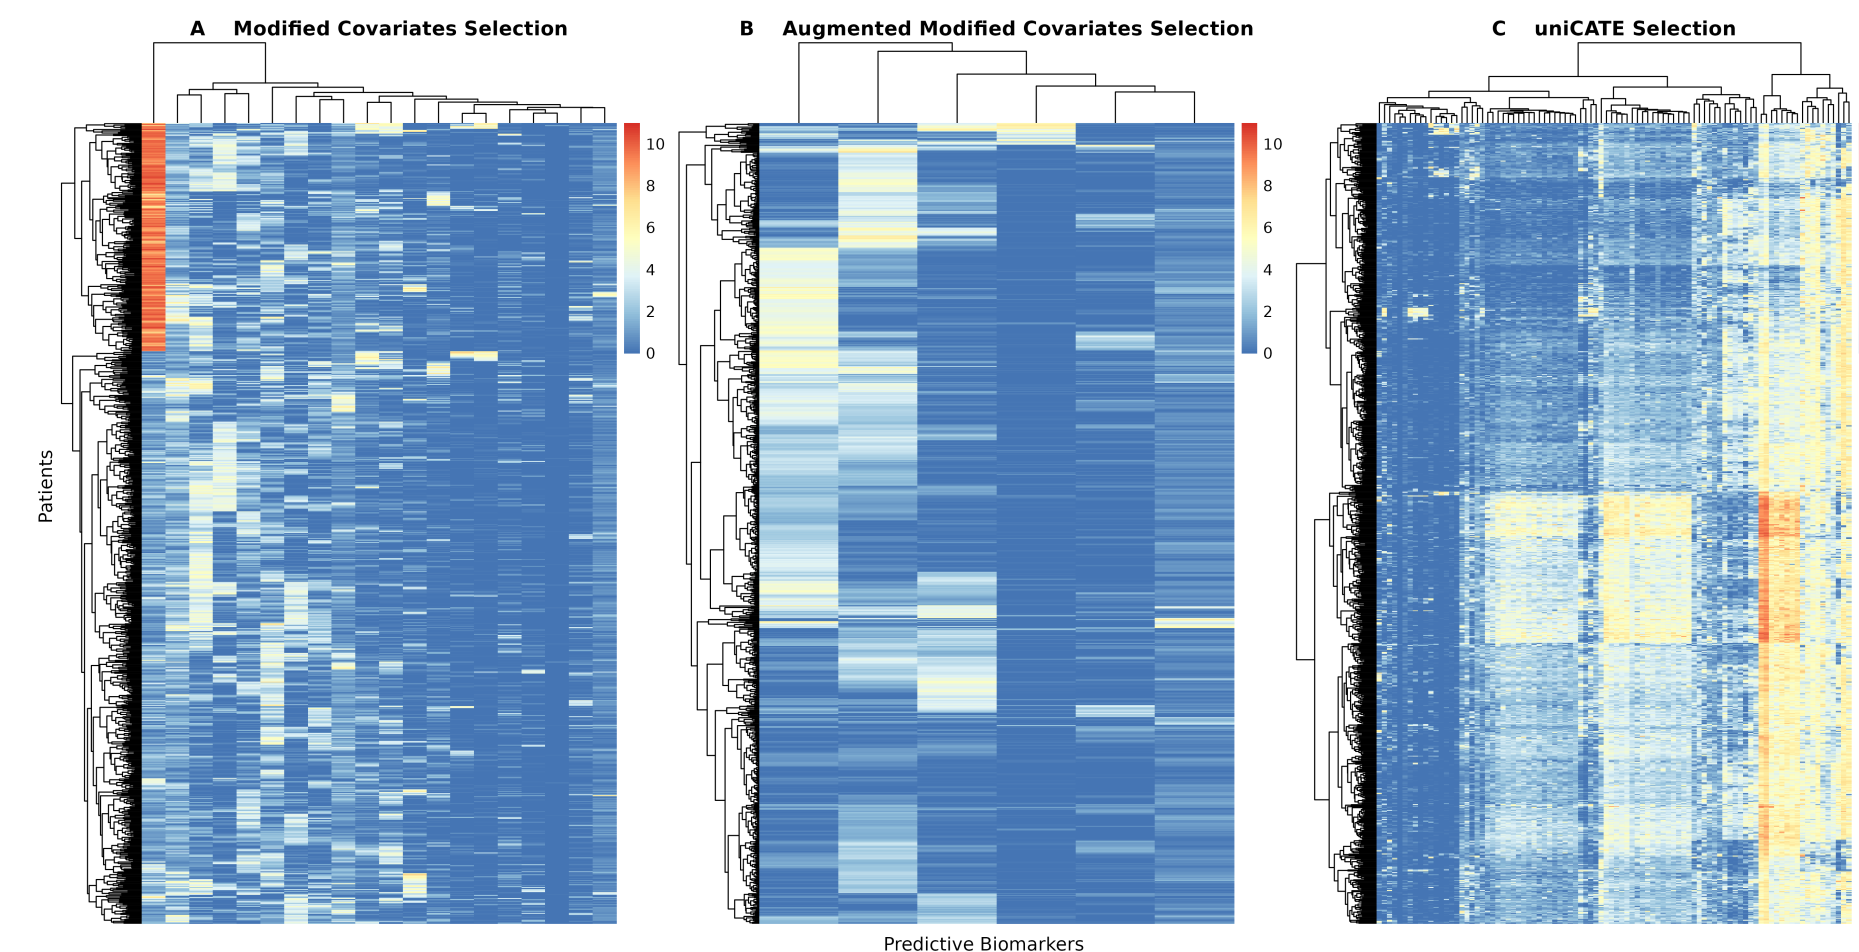 A Modified Covariates Selection
B Augmented Modified Covariates Selection
C uniCATE Selection
10
8
6
4
2
0
10
8
6
4
2
0
Patients
Predictive Biomarkers